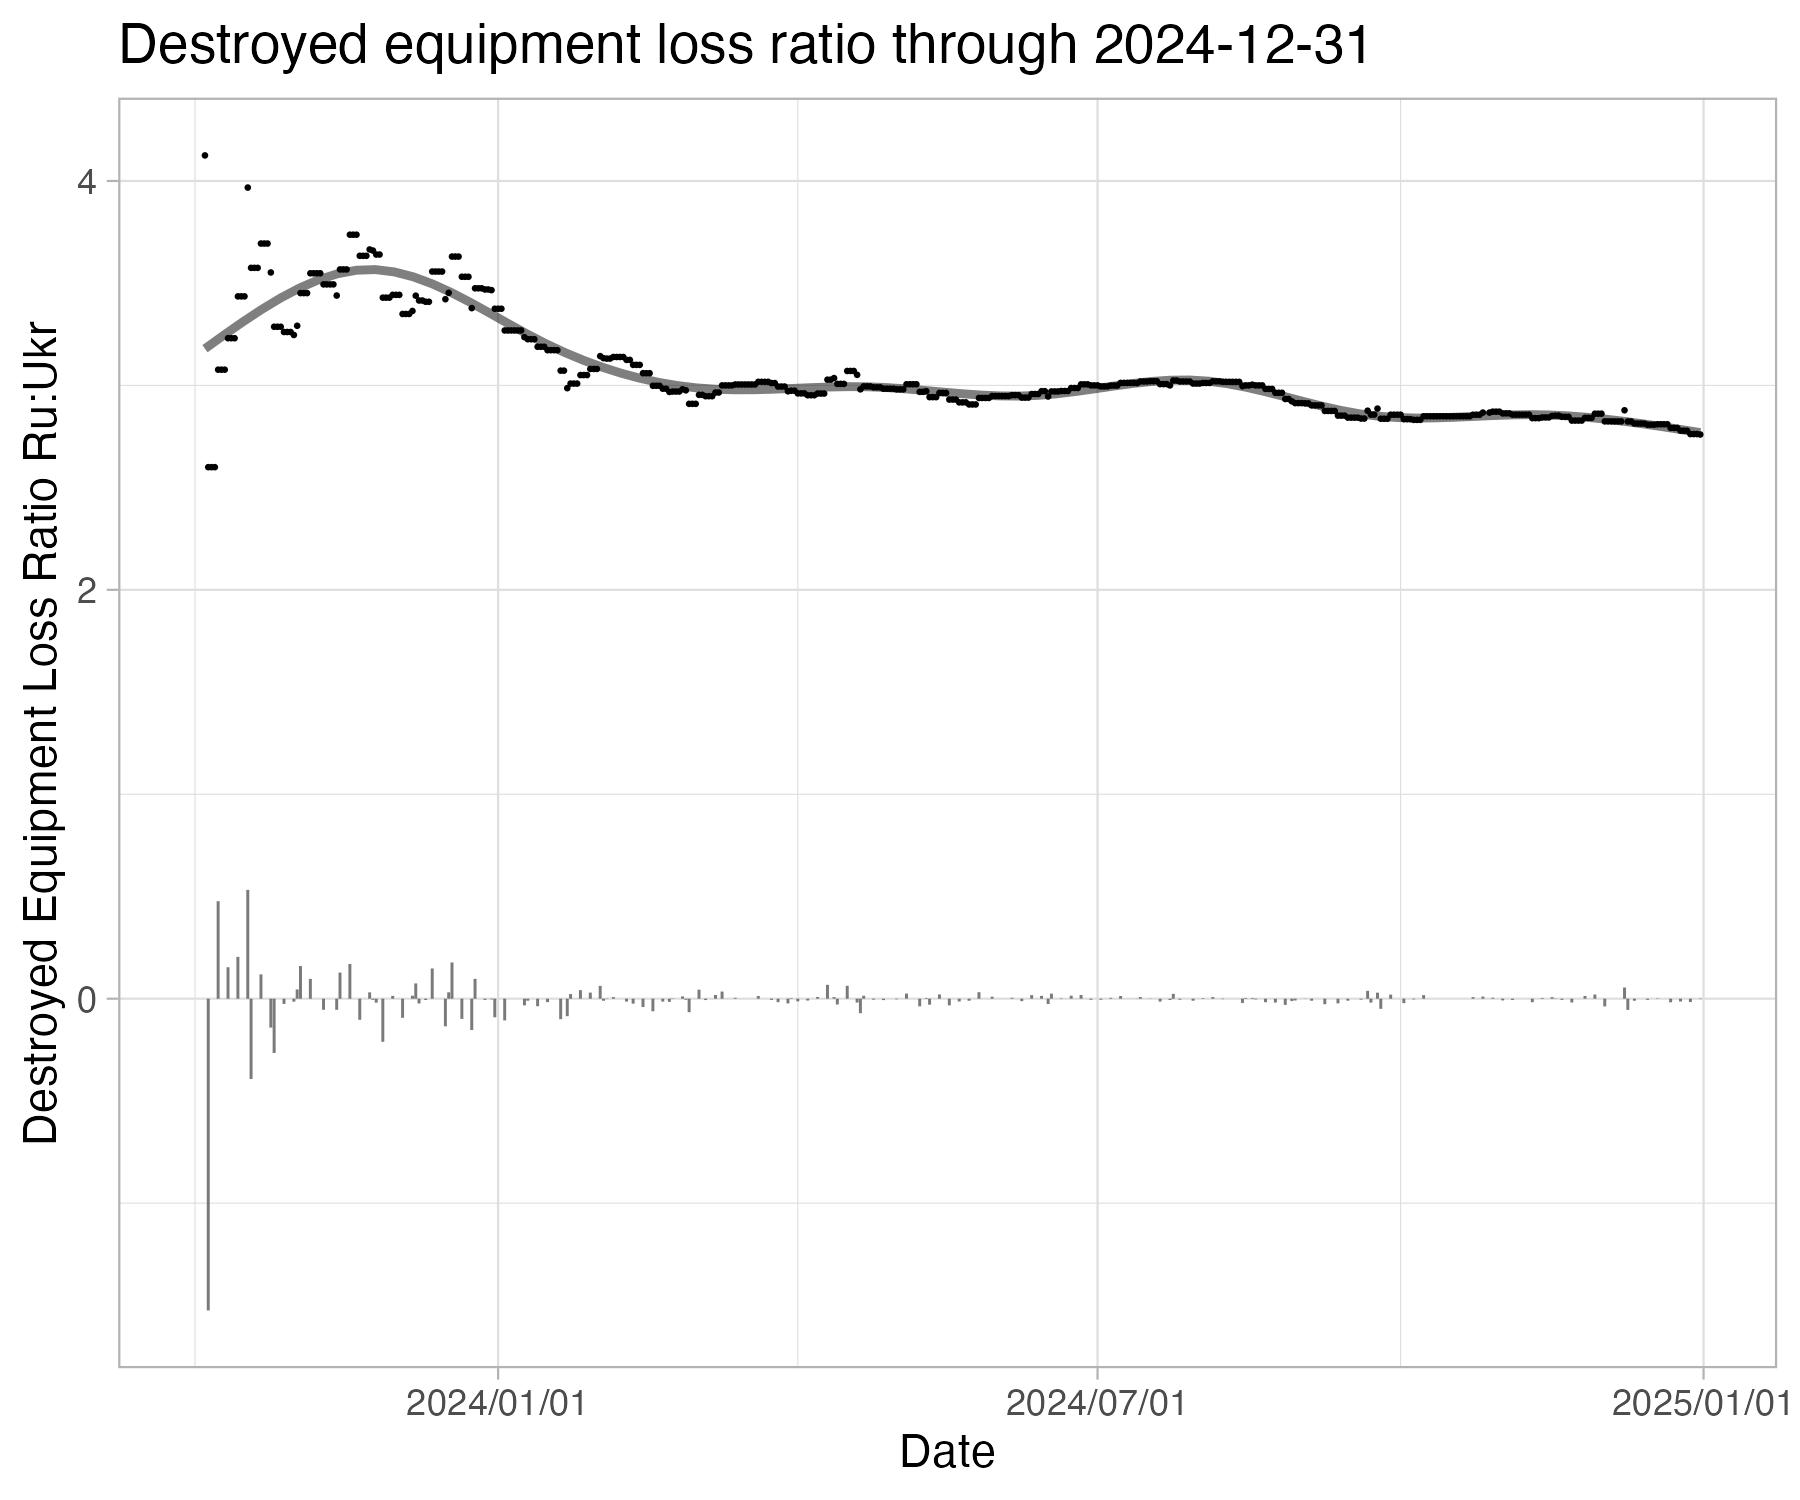 Destroyed equipment loss ratio through 2024-12-31
Destroyed Equipment Loss Ratio Ru:Ukr
4
2
0
2024/01/01
2024/07/01
2025/01/01
Date